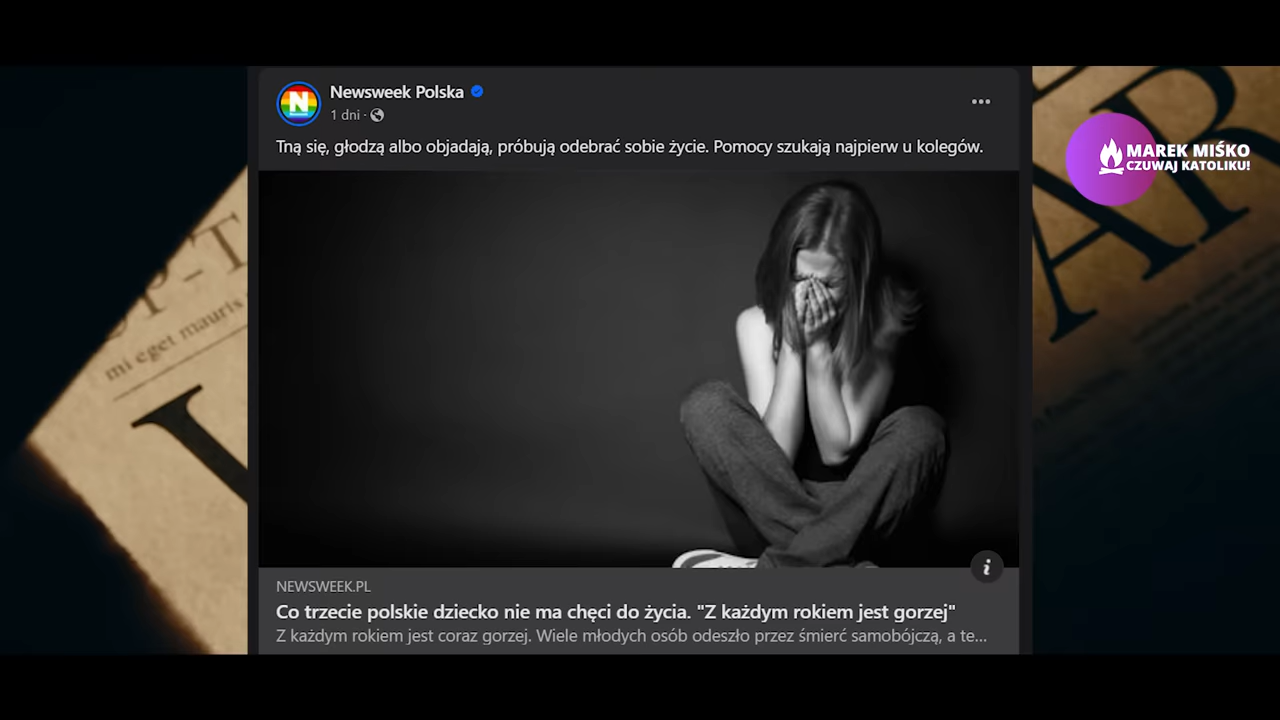 Newsweek Polska
1 dni ·
Tną się, głodzą albo objadają, próbują odebrać sobie życie. Pomocy szukają najpierw u kolegów.
MAREK MIŚKO
CZUWAJ KATOLIKU!
mi eget mauris
AR
NEWSWEEK.PL
Co trzecie polskie dziecko nie ma chęci do życia. "Z każdym rokiem jest gorzej"
Z każdym rokiem jest coraz gorzej. Wiele młodych osób odeszło przez śmierć samobójczą, a te...